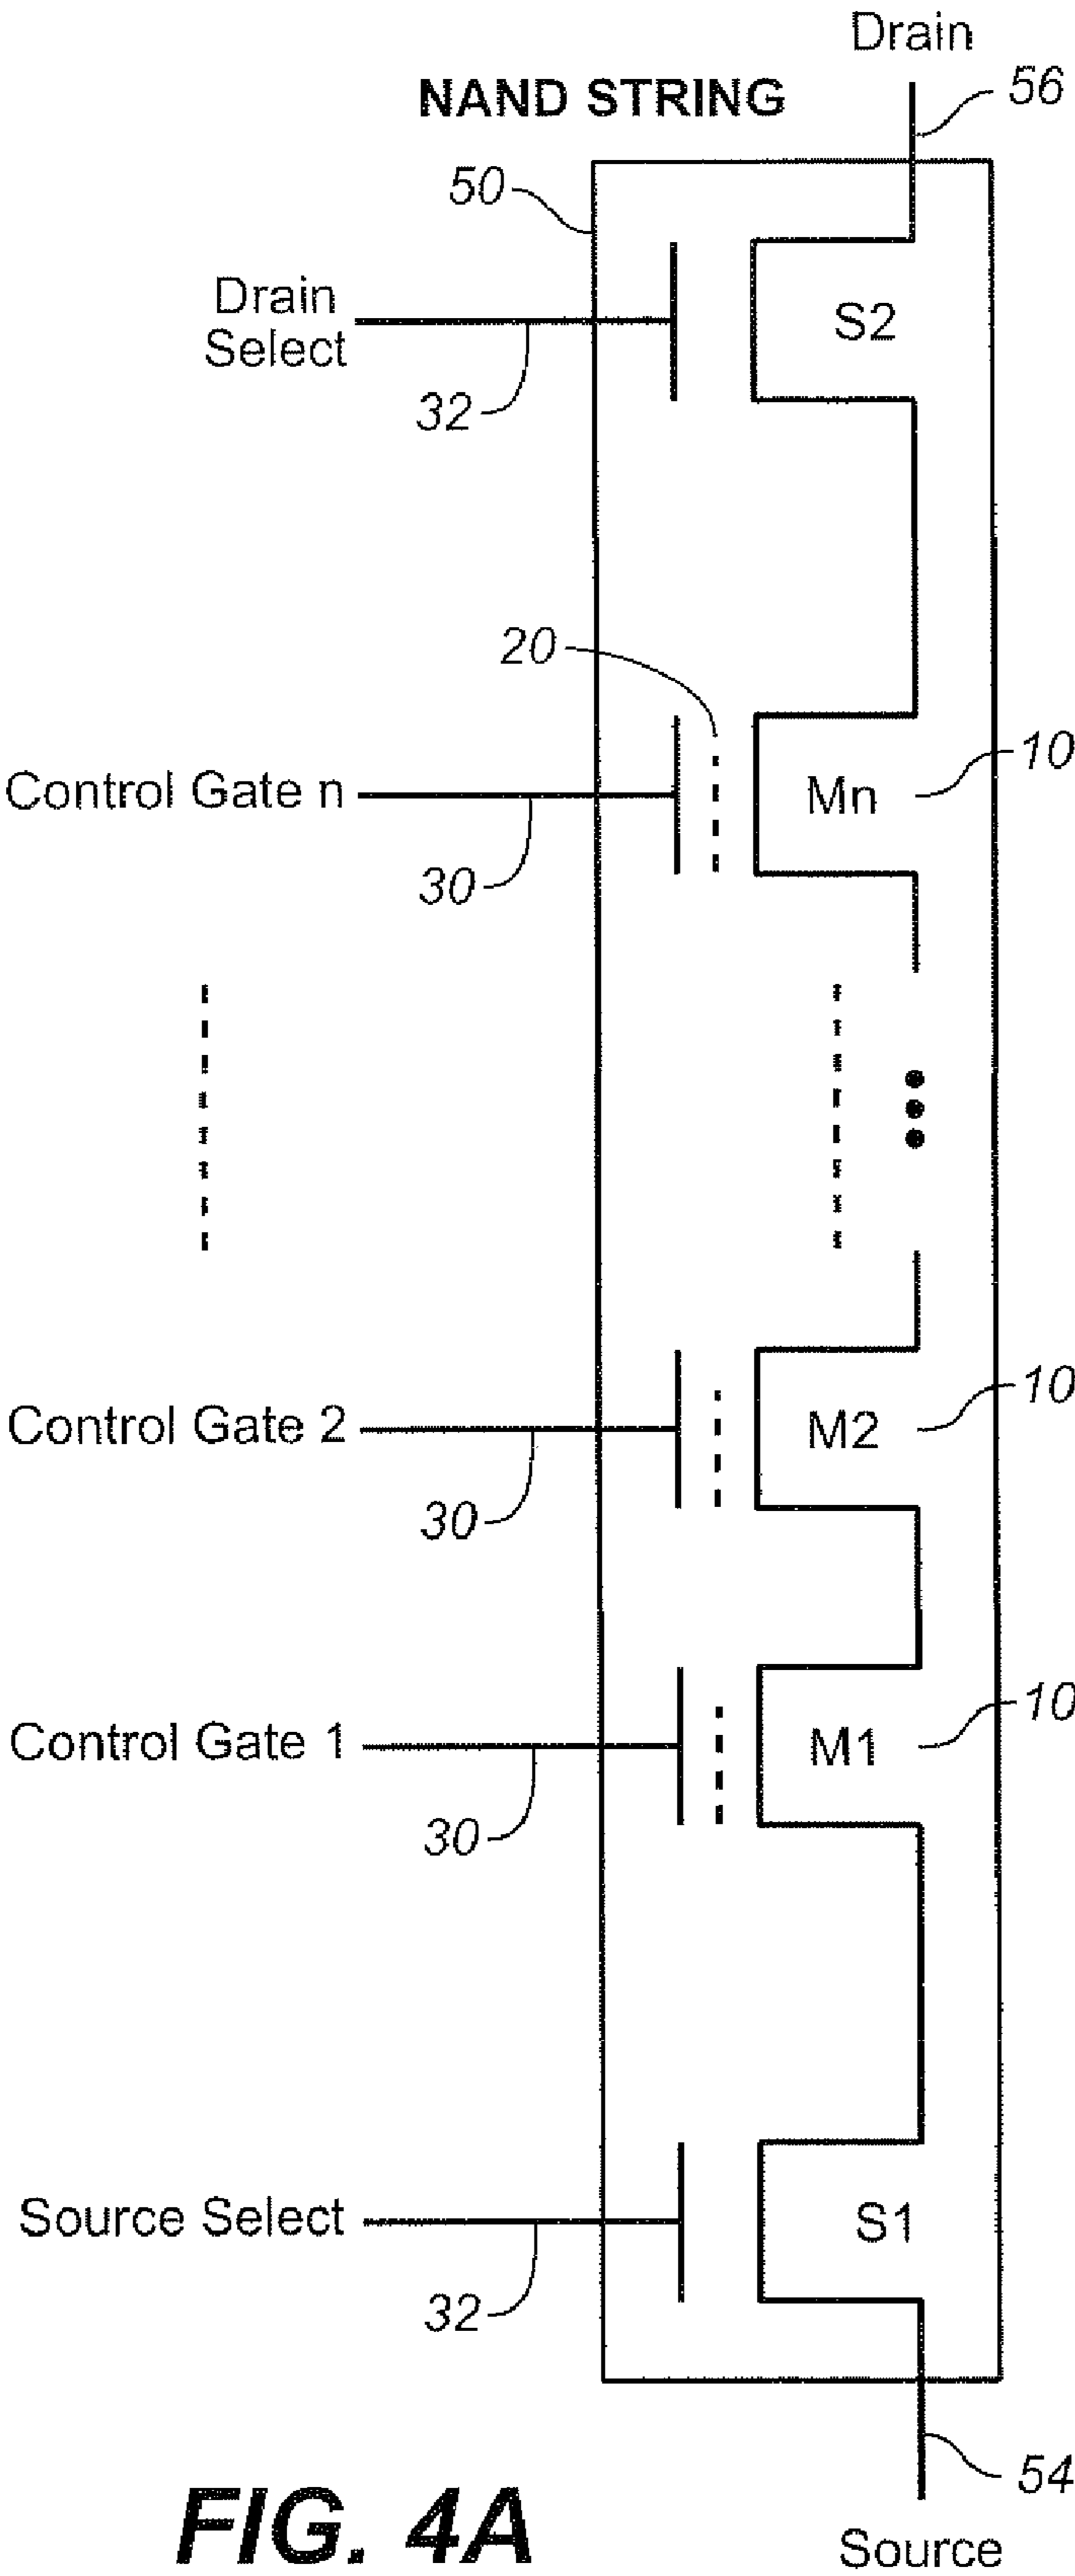 Drain
NAND STRING
56
50
Drain
Select
S2
32
20
Control Gate n
Mn
10
30
Control Gate 2
M2
10
30
Control Gate 1
M1
10
30
Source Select
S1
32
54
FIG. 4A
Source